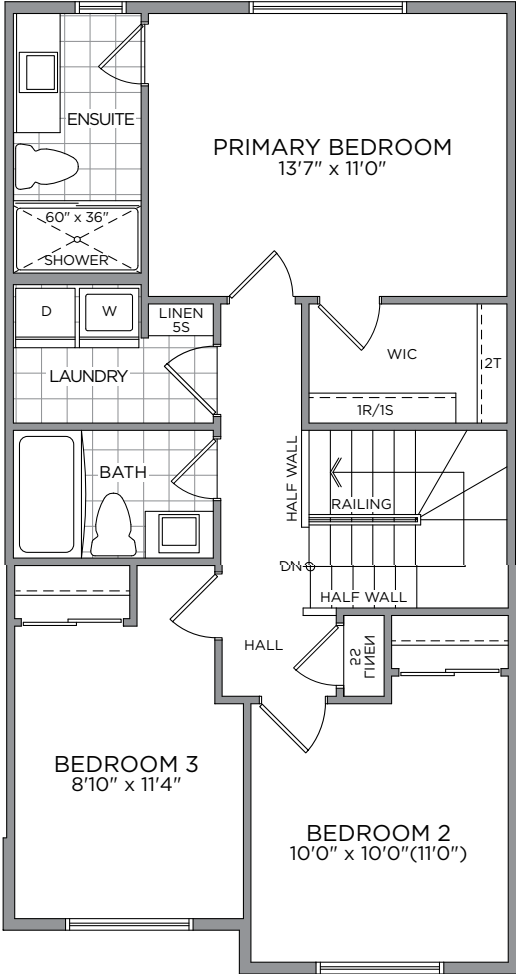 ENSUITE
PRIMARY BEDROOM
13'7" x 11'0"
60" x 36"
SHOWER
D
W
LINEN
5S
LAUNDRY
WIC
2T
1R/1S
BATH
HALF WALL
RAILING
DN
HALF WALL
HALL
LINEN
5S
BEDROOM 3
8'10" x 11'4"
BEDROOM 2
10'0" x 10'0"(11'0")